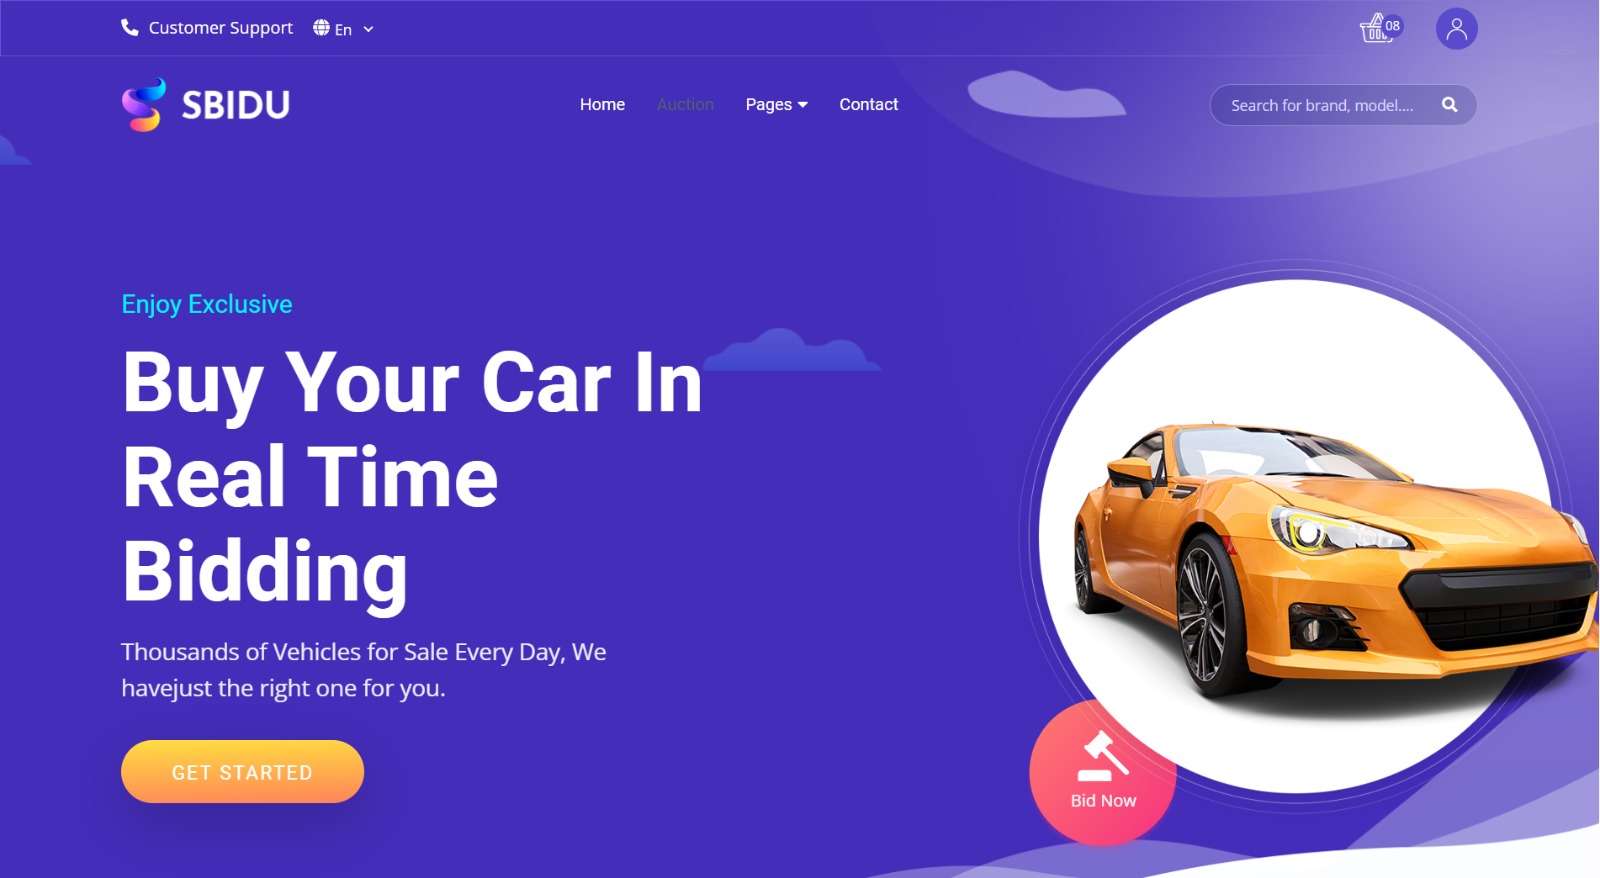 Customer Support
En
08
SBIDU
Home
Auction
Pages
Contact
Search for brand, model....
Enjoy Exclusive
Buy Your Car In
Real Time
Bidding
Thousands of Vehicles for Sale Every Day, We
havejust the right one for you.
GET STARTED
Bid Now